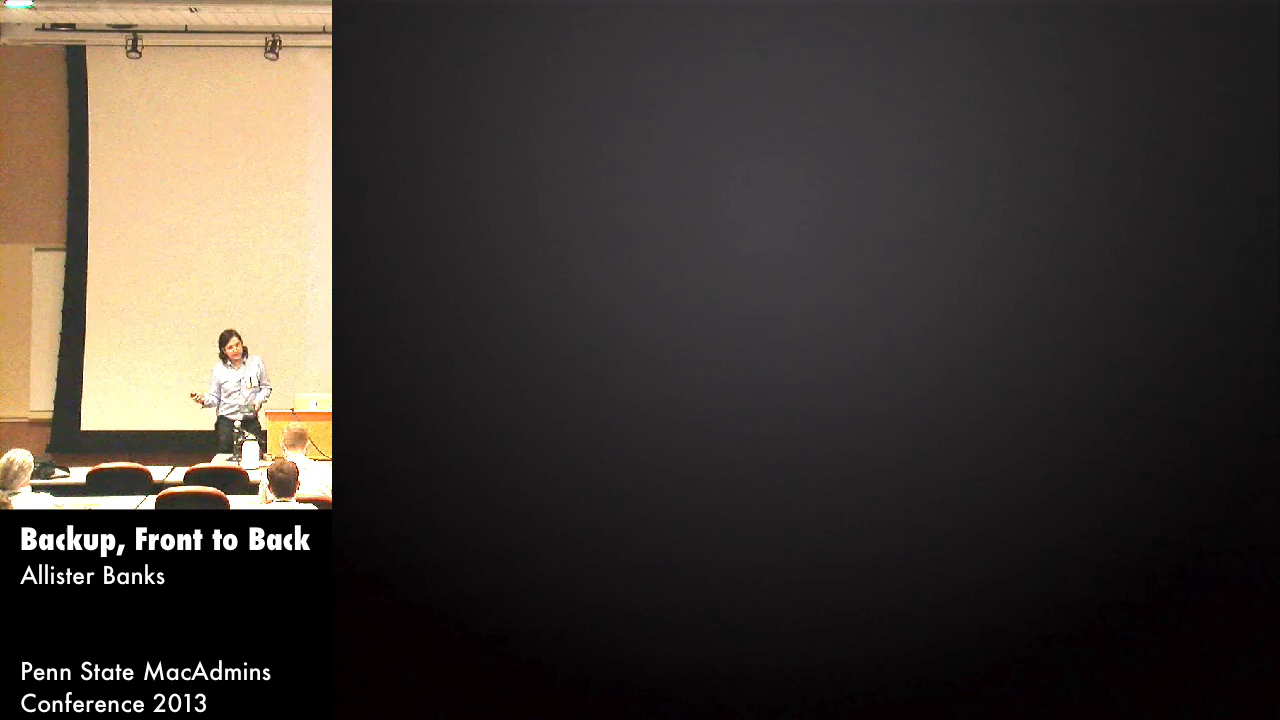 Backup, Front to Back
Allister Banks
Penn State MacAdmins
Conference 2013